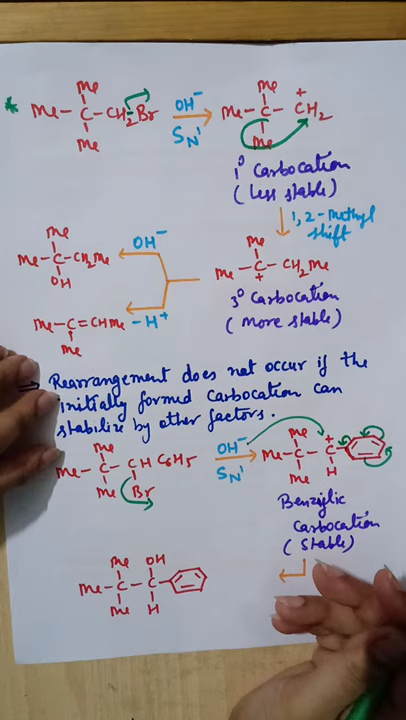 * Me
Me-C-CH2-Br OH- Me-C-CH2
Me SN1 Me
+
1° Carbocation
(Less stable)
1,2-Methyl
shift
Me
Me-C-CH2Me OH-
OH
Me
Me-C-CH2Me
+
Me-C=CHMe -H+
Me
3° Carbocation
(More stable)
⇒ Rearrangement does not occur if the
initially formed Carbocation can
stabilize by other factors.
Me
Me-C-CH C6H5 OH- Me-C-C
Me Br SN1 Me H
Me
+
Benzylic
Carbocation
(Stable)
Me OH
Me-C-C
Me H